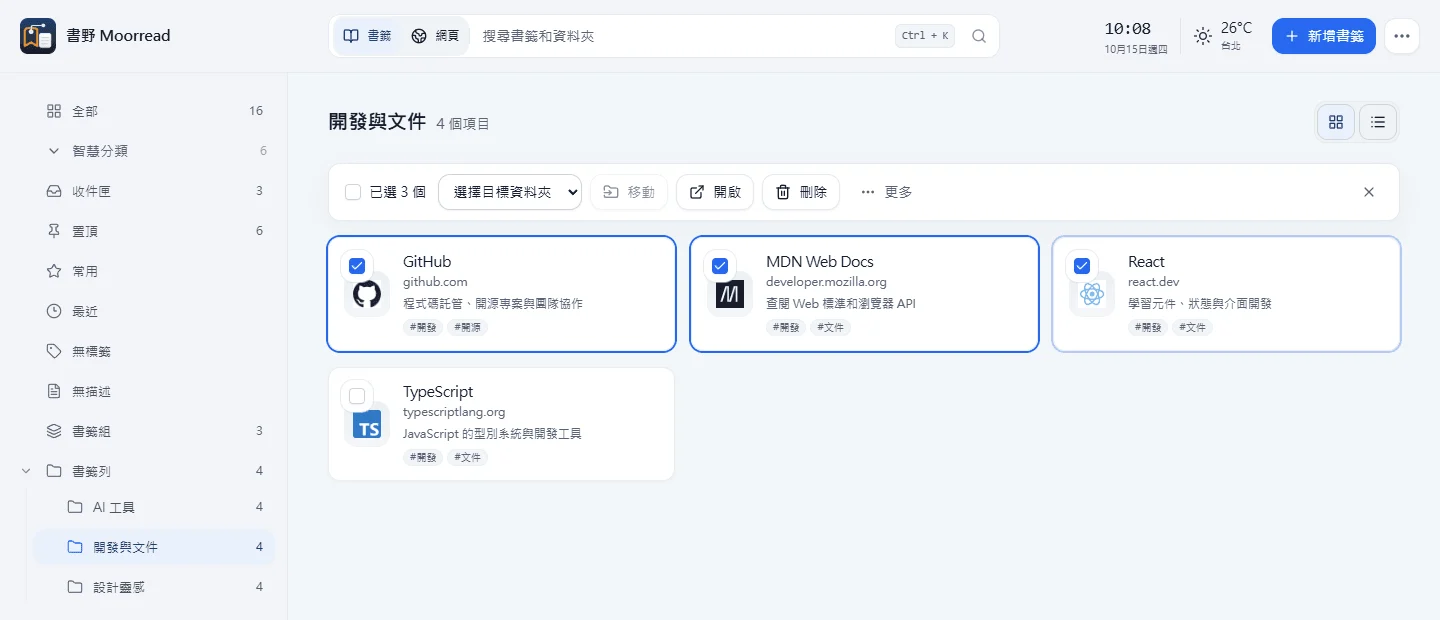 書野 Moorread
書籤
網頁
搜尋書籤和資料夾
Ctrl + K
10:08
10月15日週四
26°C
台北
新增書籤
全部 16
智慧分類 6
收件匣 3
置頂 6
常用
最近
無標籤
無描述
書籤組 3
書籤列 4
AI 工具 4
開發與文件 4
設計靈感 4
開發與文件 4 個項目
已選 3 個
選擇目標資料夾
移動
開啟
刪除
更多
GitHub
github.com
程式碼託管、開源專案與團隊協作
#開發 #開源
MDN Web Docs
developer.mozilla.org
查閱 Web 標準和瀏覽器 API
#開發 #文件
React
react.dev
學習元件、狀態與介面開發
#開發 #文件
TypeScript
typescriptlang.org
JavaScript 的型別系統與開發工具
#開發 #文件
TS